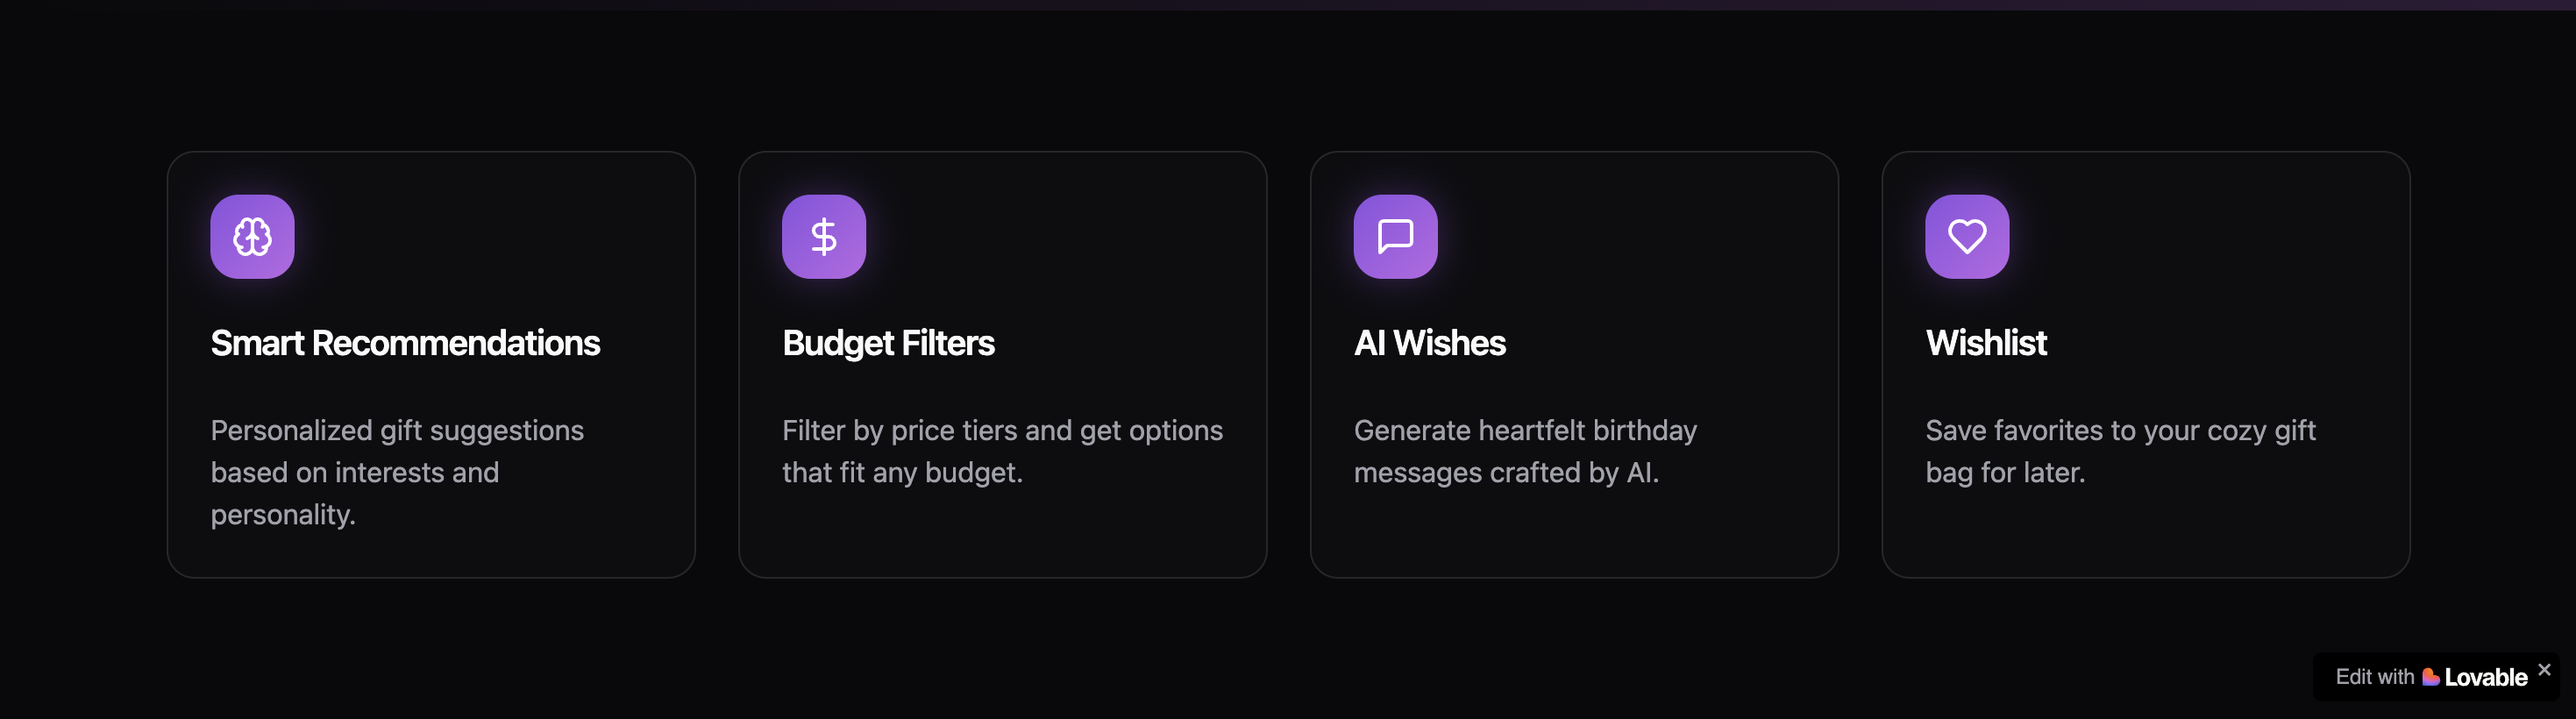 Smart Recommendations
Personalized gift suggestions
based on interests and
personality.
Budget Filters
Filter by price tiers and get options
that fit any budget.
AI Wishes
Generate heartfelt birthday
messages crafted by AI.
Wishlist
Save favorites to your cozy gift
bag for later.
Edit with Lovable